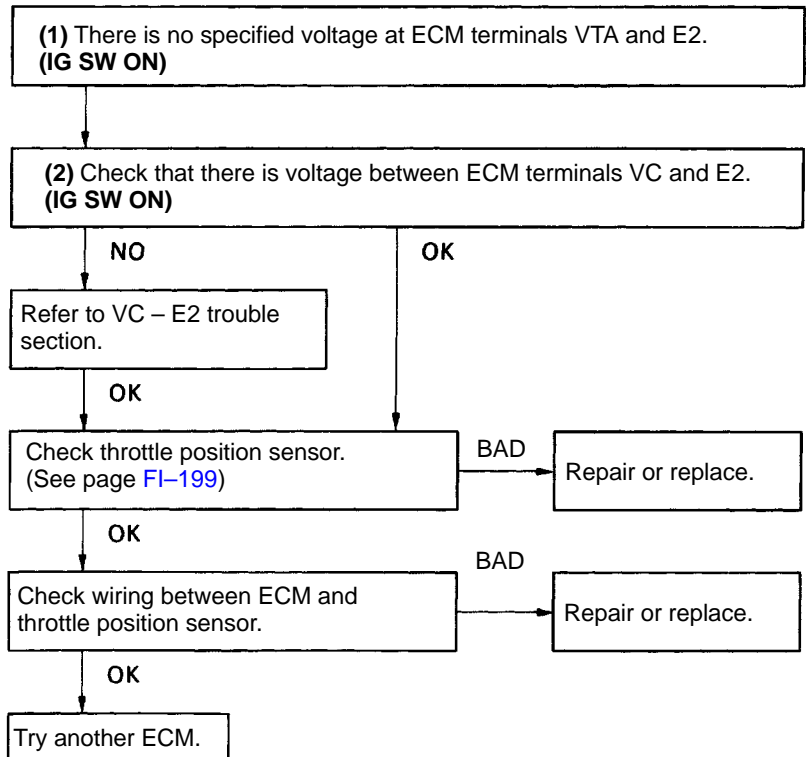 (1) There is no specified voltage at ECM terminals VTA and E2.
(IG SW ON)
(2) Check that there is voltage between ECM terminals VC and E2.
(IG SW ON)
NO
OK
Refer to VC – E2 trouble
section.
OK
Check throttle position sensor.
(See page FI–199)
BAD
Repair or replace.
OK
BAD
Check wiring between ECM and
throttle position sensor.
Repair or replace.
OK
Try another ECM.